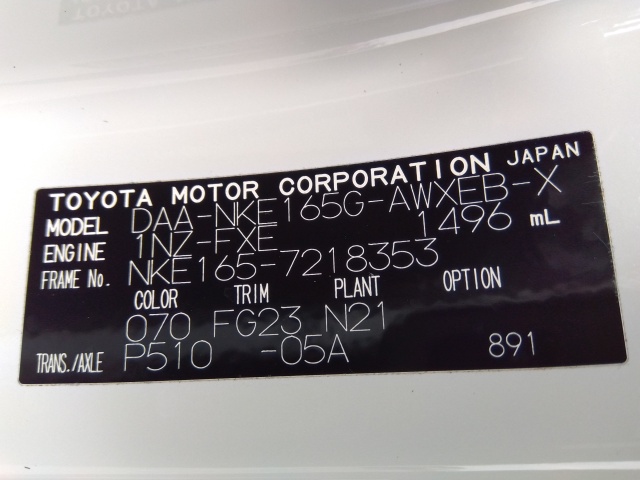 TOYOTA MOTOR CORPORATION JAPAN
MODEL DAA-NKE165G-AWXEB-X
ENGINE 1NZ-FXE 1496 mL
FRAME No. NKE165-7218353
COLOR TRIM PLANT OPTION
070 FG23 N21
TRANS./AXLE P510 -05A 891